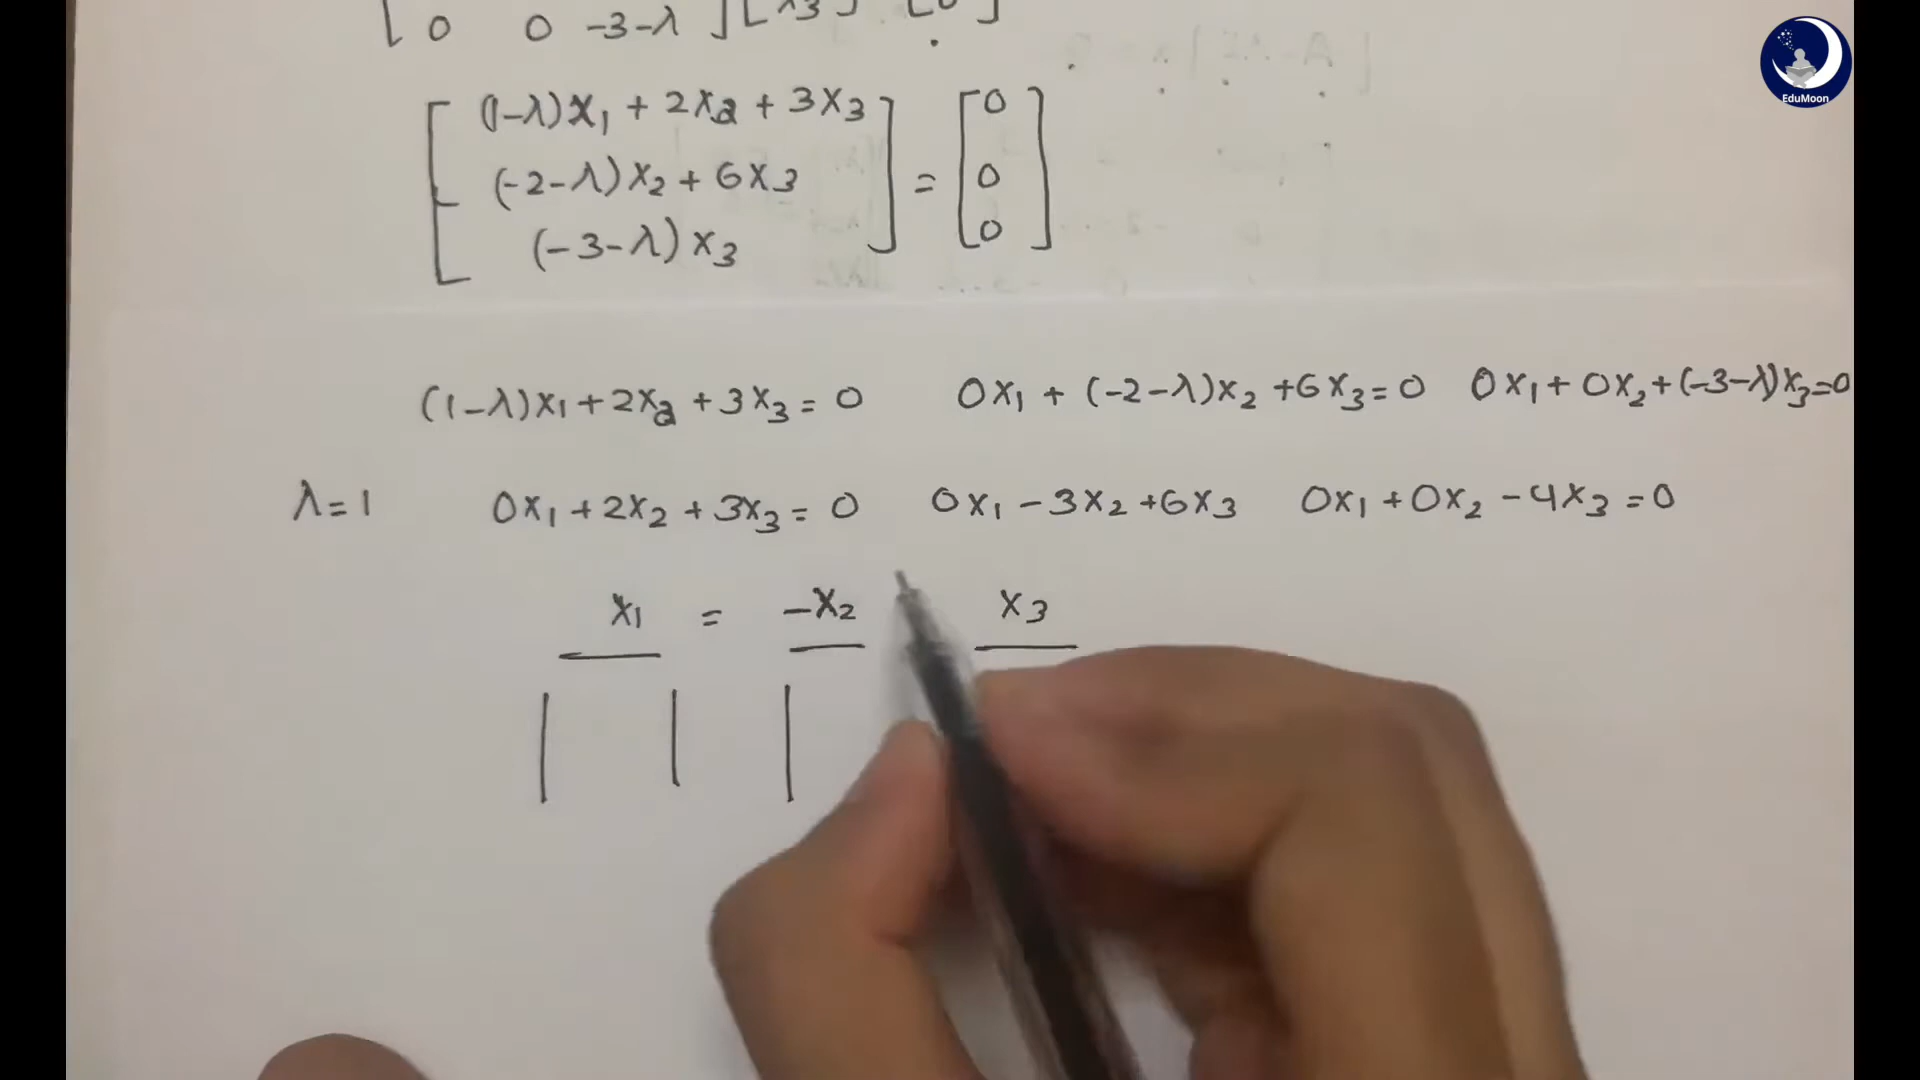 [ 0 0 -3-λ ] [ x3 ] [ 0 ]
(1-λ)x₁ + 2x₂ + 3x₃ 0
(-2-λ)x₂ + 6x₃ = 0
(-3-λ)x₃ 0
(1-λ)x₁ + 2x₂ + 3x₃ = 0 0x₁ + (-2-λ)x₂ + 6x₃ = 0 0x₁ + 0x₂ + (-3-λ)x₃ = 0
λ = 1 0x₁ + 2x₂ + 3x₃ = 0 0x₁ - 3x₂ + 6x₃ 0x₁ + 0x₂ - 4x₃ = 0
x₁ = -x₂ x₃
EduMoon